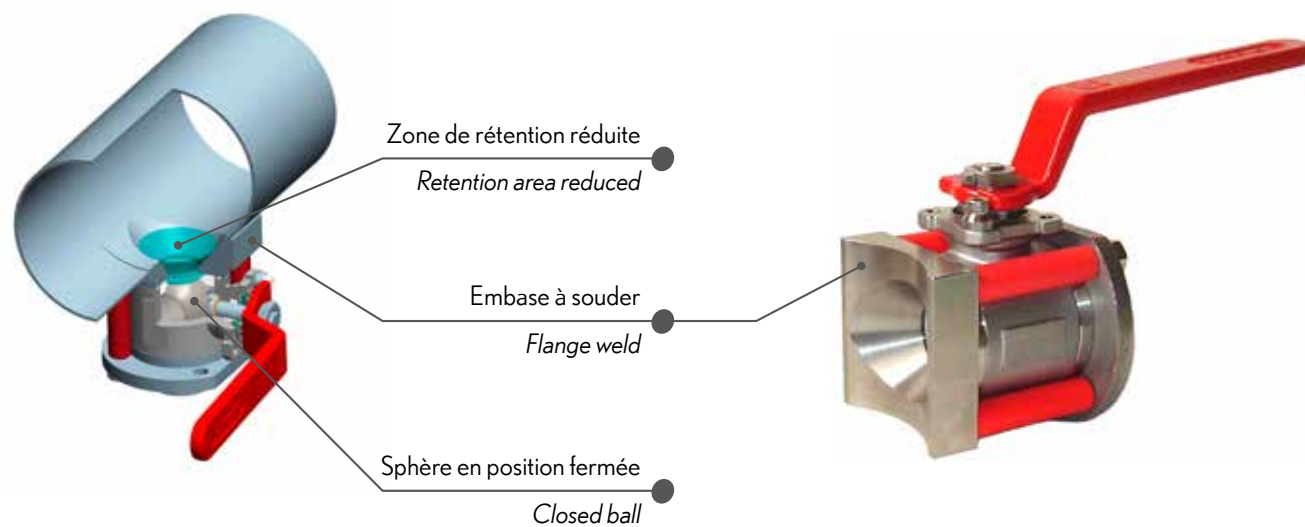 Zone de rétention réduite
Retention area reduced
Embase à souder
Flange weld
Sphère en position fermée
Closed ball